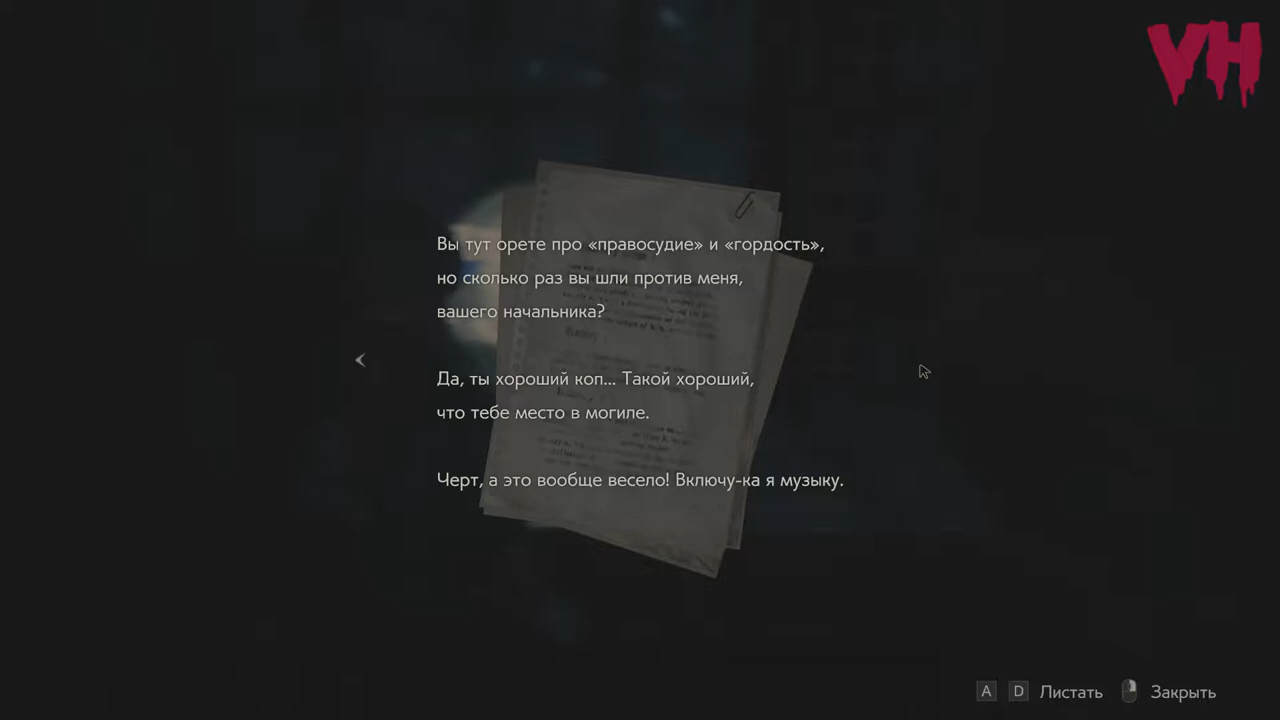 VH
Вы тут орете про «правосудие» и «гордость»,
но сколько раз вы шли против меня,
вашего начальника?
Да, ты хороший коп... Такой хороший,
что тебе место в могиле.
Черт, а это вообще весело! Включу-ка я музыку.
A D Листать Закрыть